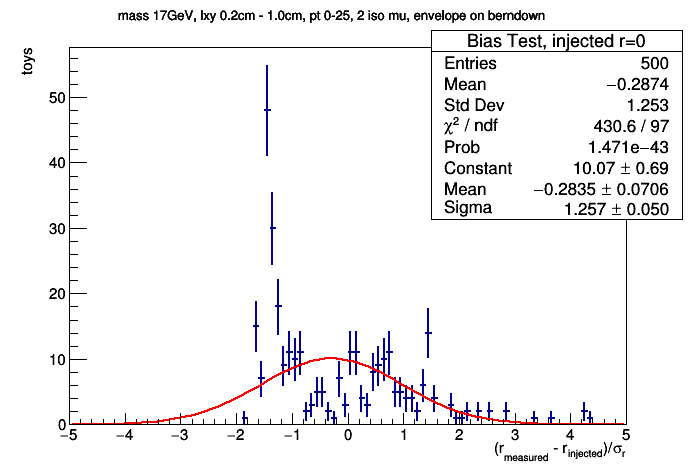 mass 17GeV, lxy 0.2cm - 1.0cm, pt 0-25, 2 iso mu, envelope on berndown
Bias Test, injected r=0
Entries 500
Mean −0.2874
Std Dev 1.253
χ² / ndf 430.6 / 97
Prob 1.471e−43
Constant 10.07 ± 0.69
Mean −0.2835 ± 0.0706
Sigma 1.257 ± 0.050
toys
50
40
30
20
10
0
−5 −4 −3 −2 −1 0 1 2 3 4 5
(r_measured - r_injected)/σ_r